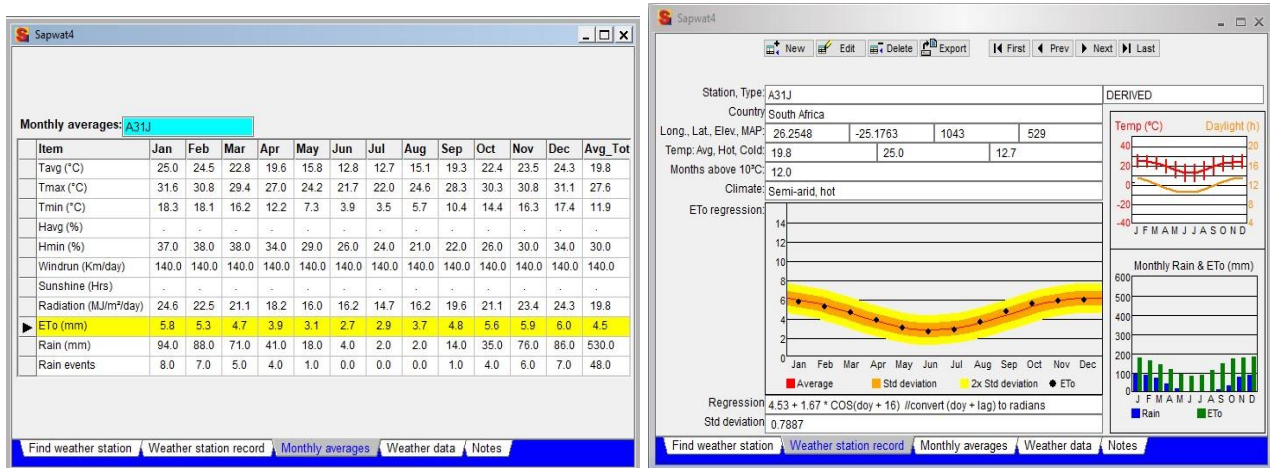 Sapwat4
Monthly averages: A31J
Item Jan Feb Mar Apr May Jun Jul Aug Sep Oct Nov Dec Avg_Tot
Tavg (°C) 25.0 24.5 22.8 19.6 15.8 12.8 12.7 15.1 19.3 22.4 23.5 24.3 19.8
Tmax (°C) 31.6 30.8 29.4 27.0 24.2 21.7 22.0 24.6 28.3 30.3 30.8 31.1 27.6
Tmin (°C) 18.3 18.1 16.2 12.2 7.3 3.9 3.5 5.7 10.4 14.4 16.3 17.4 11.9
Havg (%) . . . . . . . . . . . . .
Hmin (%) 37.0 38.0 38.0 34.0 29.0 26.0 24.0 21.0 22.0 26.0 30.0 34.0 30.0
Windrun (Km/day) 140.0 140.0 140.0 140.0 140.0 140.0 140.0 140.0 140.0 140.0 140.0 140.0 140.0
Sunshine (Hrs) . . . . . . . . . . . . .
Radiation (MJ/m²/day) 24.6 22.5 21.1 18.2 16.0 16.2 14.7 16.2 19.6 21.1 23.4 24.3 19.8
ETo (mm) 5.8 5.3 4.7 3.9 3.1 2.7 2.9 3.7 4.8 5.6 5.9 6.0 4.5
Rain (mm) 94.0 88.0 71.0 41.0 18.0 4.0 2.0 2.0 14.0 35.0 76.0 86.0 530.0
Rain events 8.0 7.0 5.0 4.0 1.0 0.0 0.0 0.0 1.0 4.0 6.0 7.0 48.0
Find weather station Weather station record Monthly averages Weather data Notes
Sapwat4
New Edit Delete Export First Prev Next Last
Station, Type: A31J DERIVED
Country South Africa
Long., Lat., Elev., MAP: 26.2548 -25.1763 1043 529
Temp: Avg, Hot, Cold: 19.8 25.0 12.7
Months above 10ºC: 12.0
Climate: Semi-arid, hot
ETo regression:
14
12
10
8
6
4
2
0
Jan Feb Mar Apr May Jun Jul Aug Sep Oct Nov Dec
Average Std deviation 2x Std deviation ETo
Regression 4.53 + 1.67 * COS(doy + 16) //convert (doy + lag) to radians
Std deviation 0.7887
Temp (ºC) Daylight (h)
40 20
20 16
0 12
-20 8
-40 4
J F M A M J J A S O N D
Monthly Rain & ETo (mm)
600
500
400
300
200
100
0
J F M A M J J A S O N D
Rain ETo
Find weather station Weather station record Monthly averages Weather data Notes